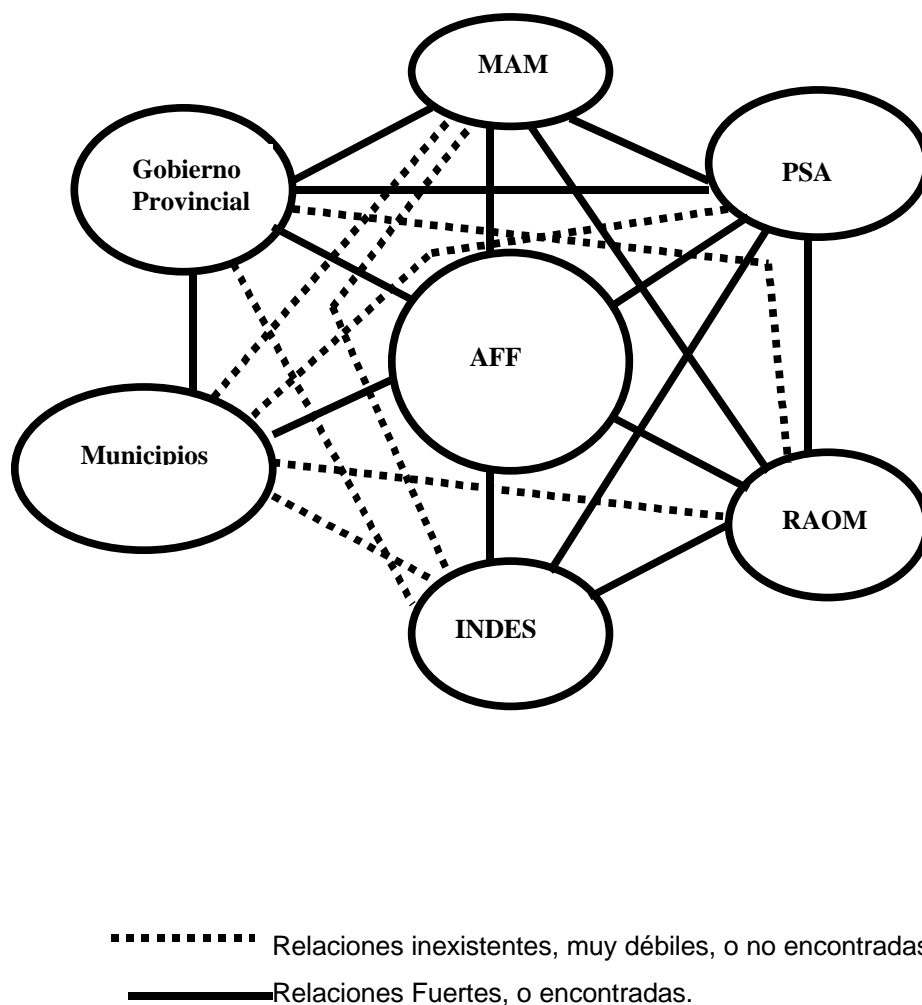 MAM
Gobierno
Provincial
PSA
AFF
Municipios
RAOM
INDES
Relaciones inexistentes, muy débiles, o no encontradas
Relaciones Fuertes, o encontradas.